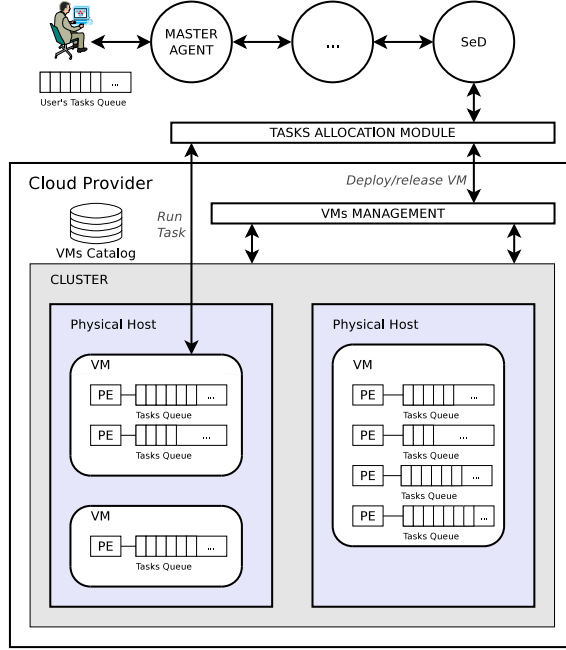 MASTER
AGENT
...
SeD
...
User's Tasks Queue
TASKS ALLOCATION MODULE
Cloud Provider
Deploy/release VM
Run
Task
VMs MANAGEMENT
VMs Catalog
CLUSTER
Physical Host
VM
PE
...
Tasks Queue
PE
...
Tasks Queue
VM
PE
...
Tasks Queue
Physical Host
VM
PE
...
Tasks Queue
PE
...
Tasks Queue
PE
...
Tasks Queue
PE
...
Tasks Queue